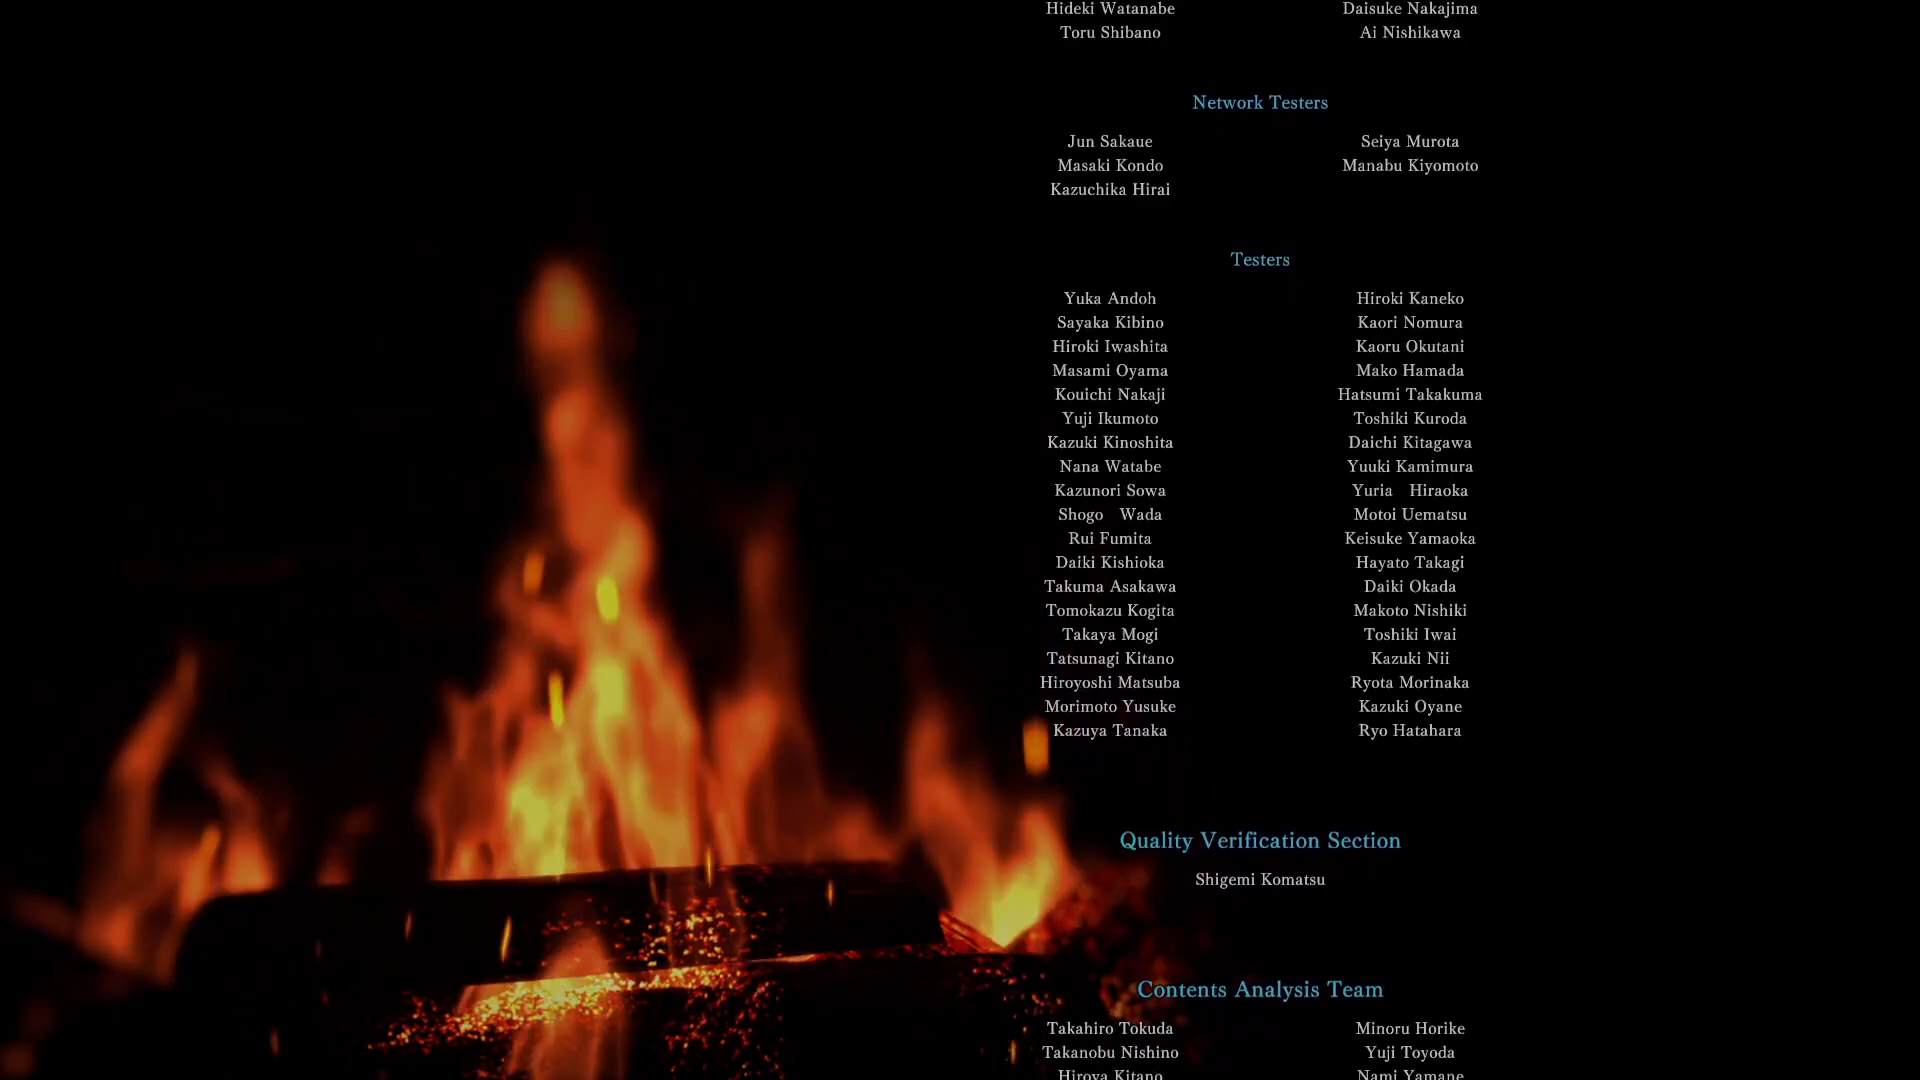 Hideki Watanabe Daisuke Nakajima
Toru Shibano Ai Nishikawa
Network Testers
Jun Sakaue Seiya Murota
Masaki Kondo Manabu Kiyomoto
Kazuchika Hirai
Testers
Yuka Andoh Hiroki Kaneko
Sayaka Kibino Kaori Nomura
Hiroki Iwashita Kaoru Okutani
Masami Oyama Mako Hamada
Kouichi Nakaji Hatsumi Takakuma
Yuji Ikumoto Toshiki Kuroda
Kazuki Kinoshita Daichi Kitagawa
Nana Watabe Yuuki Kamimura
Kazunori Sowa Yuria　Hiraoka
Shogo　Wada Motoi Uematsu
Rui Fumita Keisuke Yamaoka
Daiki Kishioka Hayato Takagi
Takuma Asakawa Daiki Okada
Tomokazu Kogita Makoto Nishiki
Takaya Mogi Toshiki Iwai
Tatsunagi Kitano Kazuki Nii
Hiroyoshi Matsuba Ryota Morinaka
Morimoto Yusuke Kazuki Oyane
Kazuya Tanaka Ryo Hatahara
Quality Verification Section
Shigemi Komatsu
Contents Analysis Team
Takahiro Tokuda Minoru Horike
Takanobu Nishino Yuji Toyoda
Hiroya Kitano Nami Yamane